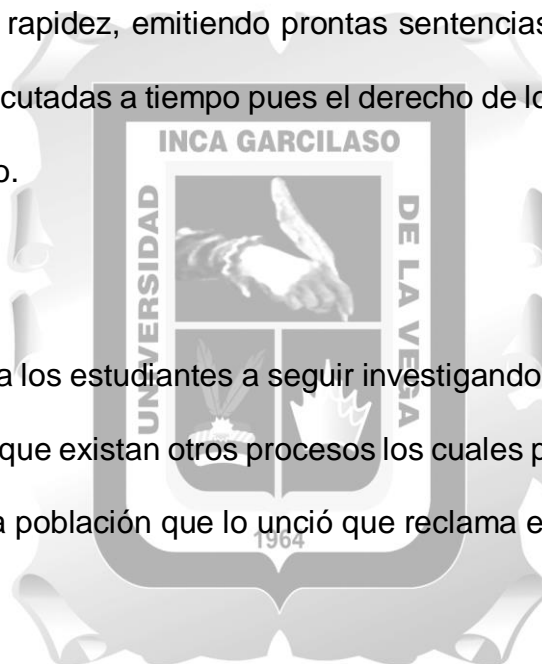 rapidez, emitiendo prontas sentencias
cutadas a tiempo pues el derecho de lo
INCA GARCILASO
o.
UNIVERSIDAD
DE LA VEGA
a los estudiantes a seguir investigando
que existan otros procesos los cuales p
a población que lo unció que reclama e
1964